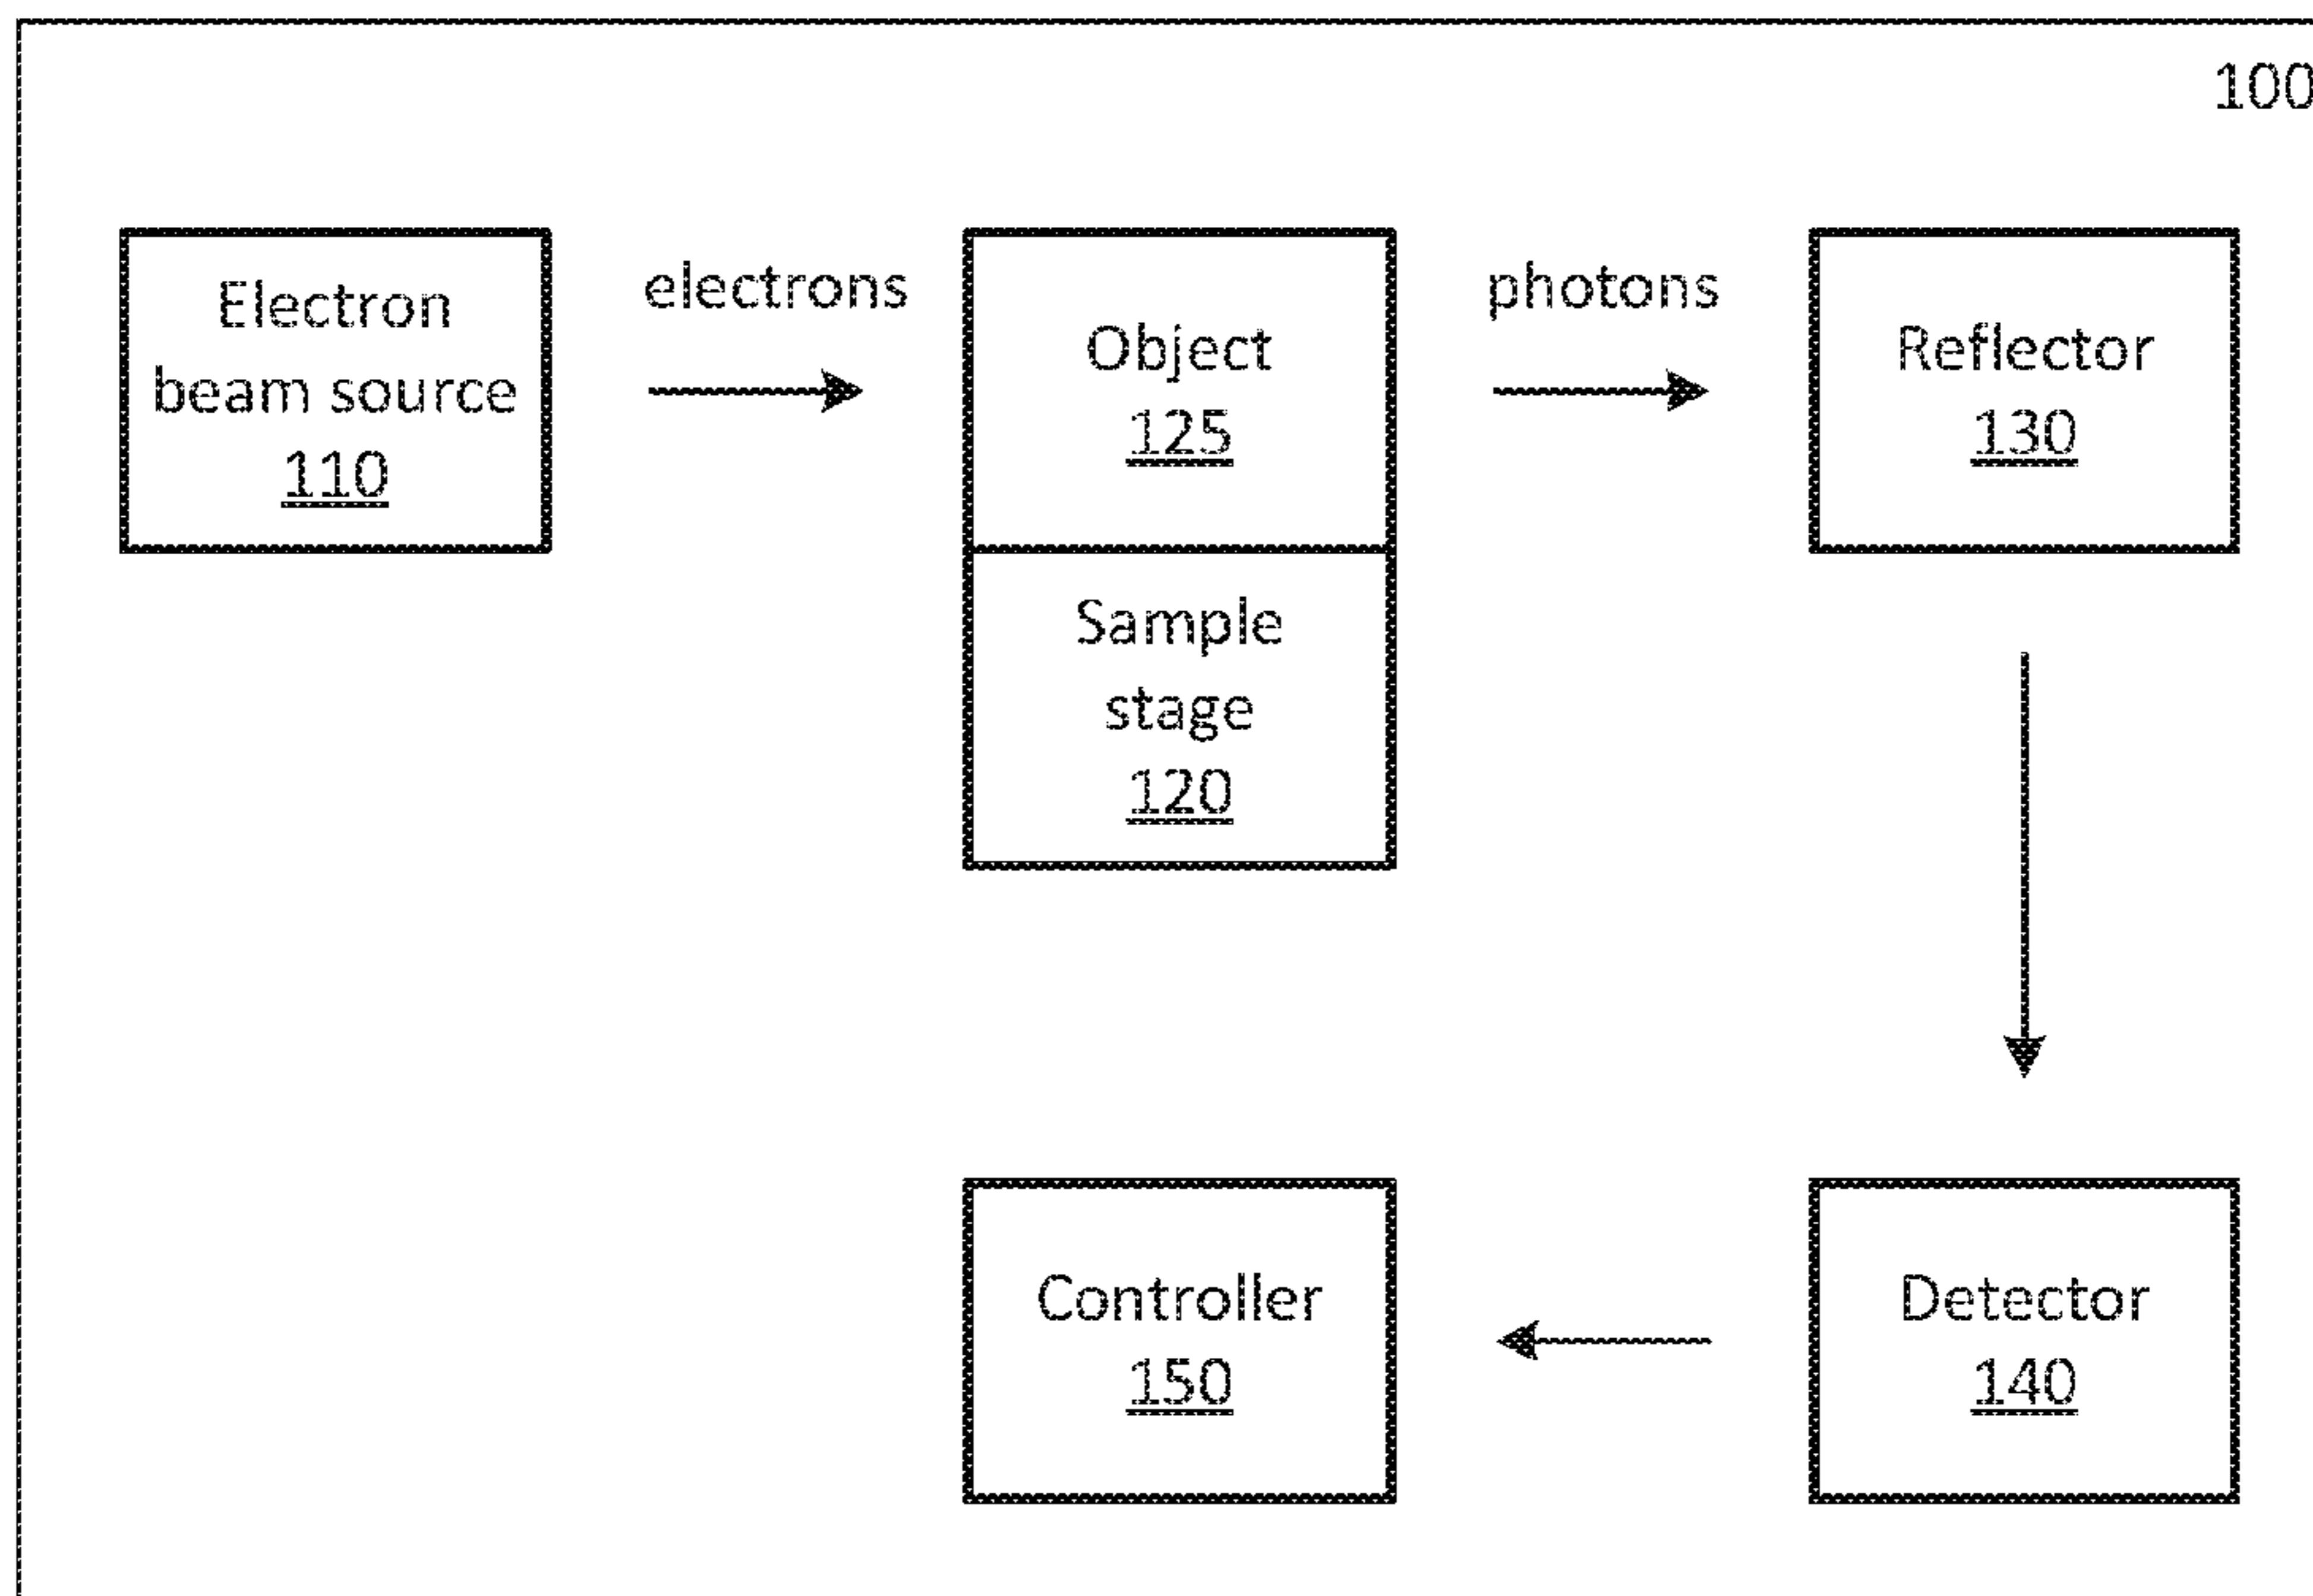 100
Electron
beam source
110
electrons
Object
125
photons
Reflector
130
Sample
stage
120
Controller
150
Detector
140